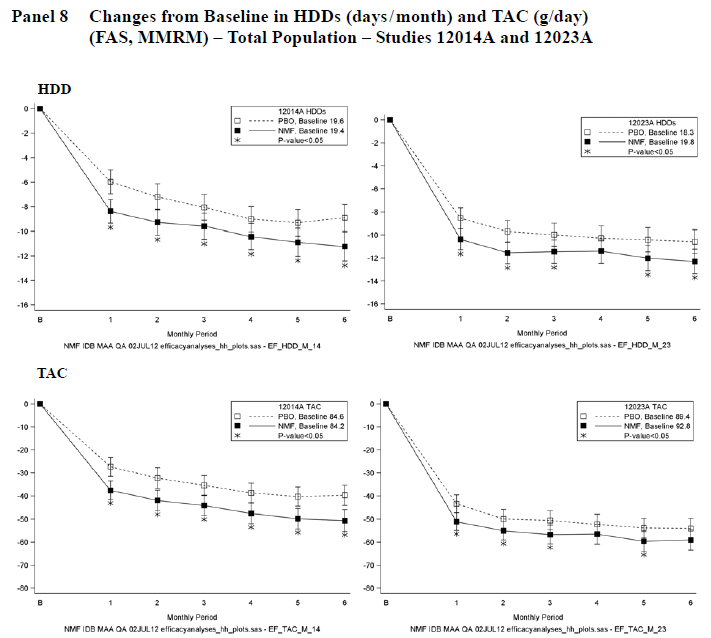 Panel 8 Changes from Baseline in HDDs (days/month) and TAC (g/day)
(FAS, MMRM) – Total Population – Studies 12014A and 12023A
HDD
12014A HDDs
PBO, Baseline 19.6
NMF, Baseline 19.4
P-value<0.05
0
-2
-4
-6
-8
-10
-12
-14
-16
B 1 2 3 4 5 6
Monthly Period
NMF IDB MAA QA 02JUL12 efficacyanalyses_hh_plots.sas - EF_HDD_M_14
12023A HDDs
PBO, Baseline 18.3
NMF, Baseline 19.8
P-value<0.05
0
-2
-4
-6
-8
-10
-12
-14
-16
B 1 2 3 4 5 6
Monthly Period
NMF IDB MAA QA 02JUL12 efficacyanalyses_hh_plots.sas - EF_HDD_M_23
TAC
12014A TAC
PBO, Baseline 84.6
NMF, Baseline 84.2
P-value<0.05
0
-10
-20
-30
-40
-50
-60
-70
-80
B 1 2 3 4 5 6
Monthly Period
NMF IDB MAA QA 02JUL12 efficacyanalyses_hh_plots.sas - EF_TAC_M_14
12023A TAC
PBO, Baseline 89.4
NMF, Baseline 92.8
P-value<0.05
0
-10
-20
-30
-40
-50
-60
-70
-80
B 1 2 3 4 5 6
Monthly Period
NMF IDB MAA QA 02JUL12 efficacyanalyses_hh_plots.sas - EF_TAC_M_23